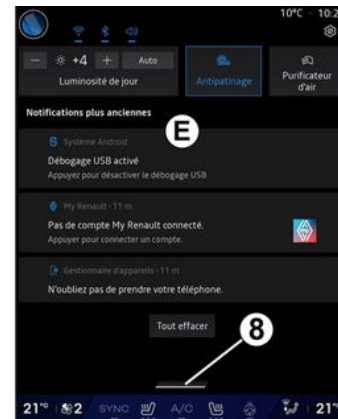 10°C 10:2
− +4 + Auto
Luminosité de jour
Antipatinage
Purificateur
d'air
Notifications plus anciennes
E
Système Android
Débogage USB activé
Appuyez pour désactiver le débogage USB
My Renault · 11 m
Pas de compte My Renault connecté.
Appuyer pour connecter un compte.
Gestionnaire d'appareils · 11 m
N'oubliez pas de prendre votre téléphone.
Tout effacer
8
21°C 2 SYNC A/C 21°